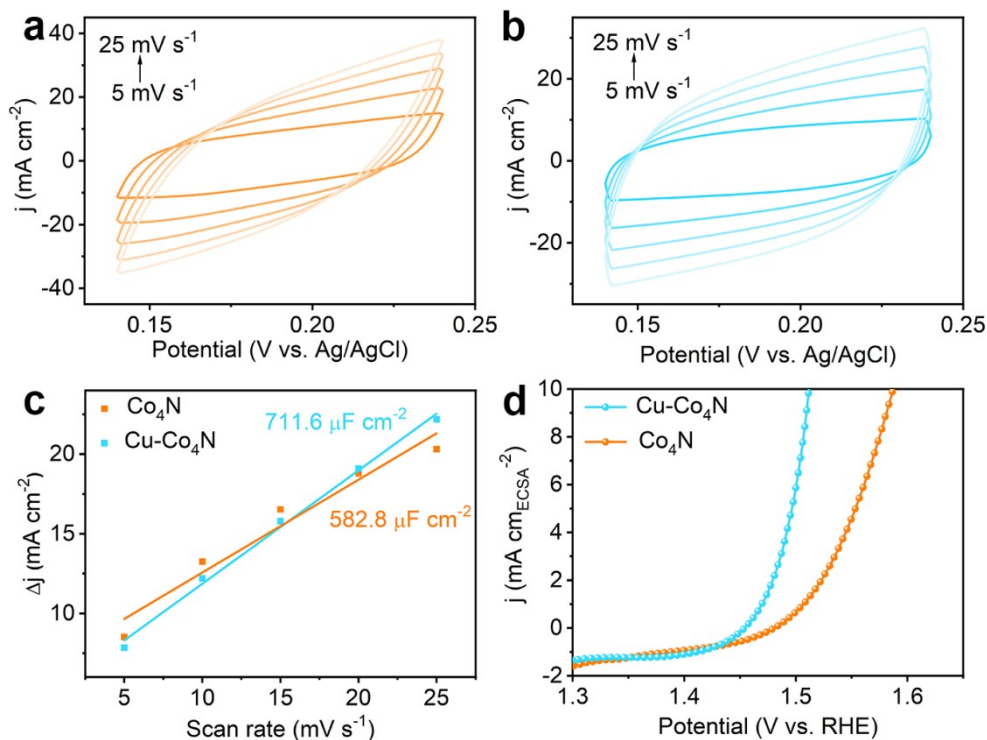 a
25 mV s⁻¹
5 mV s⁻¹
40
20
0
-20
-40
j (mA cm⁻²)
0.15
0.20
0.25
Potential (V vs. Ag/AgCl)
b
25 mV s⁻¹
5 mV s⁻¹
20
0
-20
j (mA cm⁻²)
0.15
0.20
0.25
Potential (V vs. Ag/AgCl)
c
Co₄N
Cu-Co₄N
711.6 μF cm⁻²
582.8 μF cm⁻²
20
15
10
Δj (mA cm⁻²)
5
10
15
20
25
Scan rate (mV s⁻¹)
d
Cu-Co₄N
Co₄N
10
8
6
4
2
0
-2
j (mA cm_ECSA⁻²)
1.3
1.4
1.5
1.6
Potential (V vs. RHE)